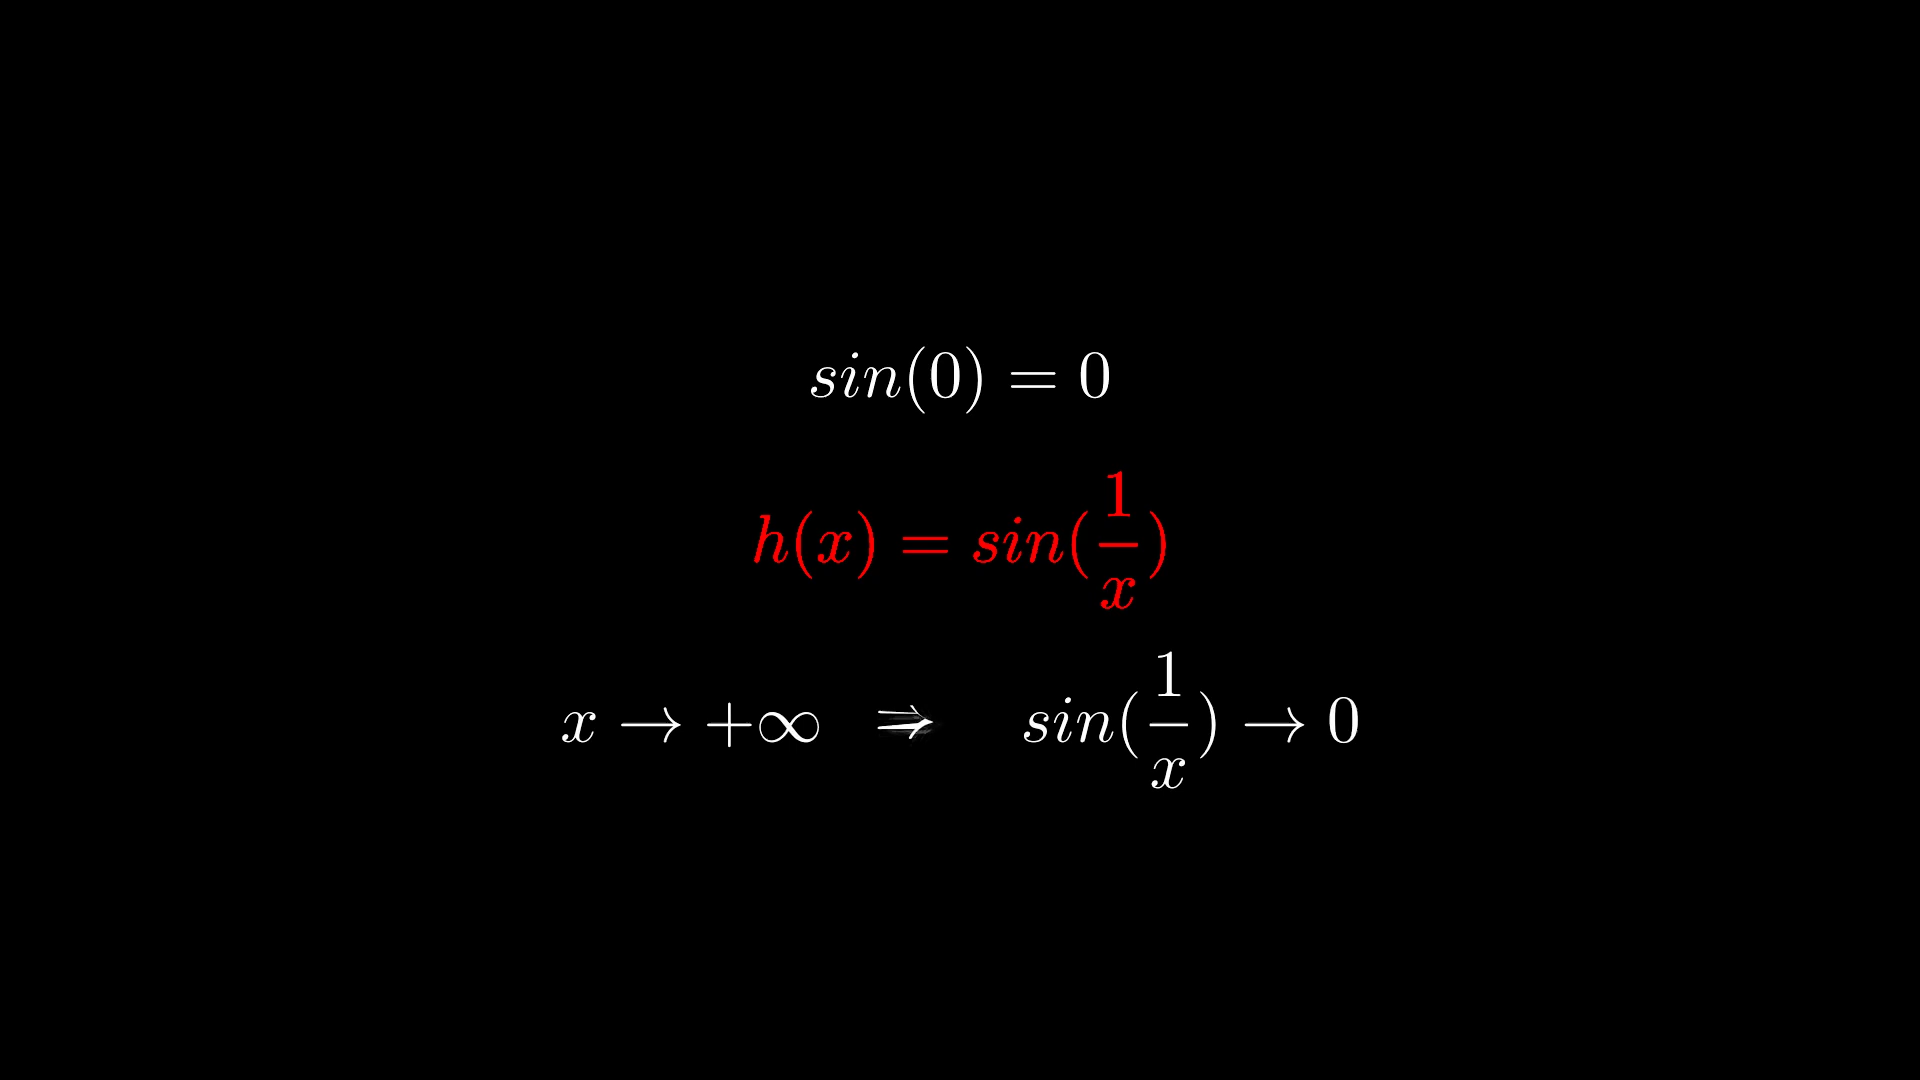 sin(0) = 0
h(x) = sin(1/x)
x → +∞ ⇒ sin(1/x) → 0